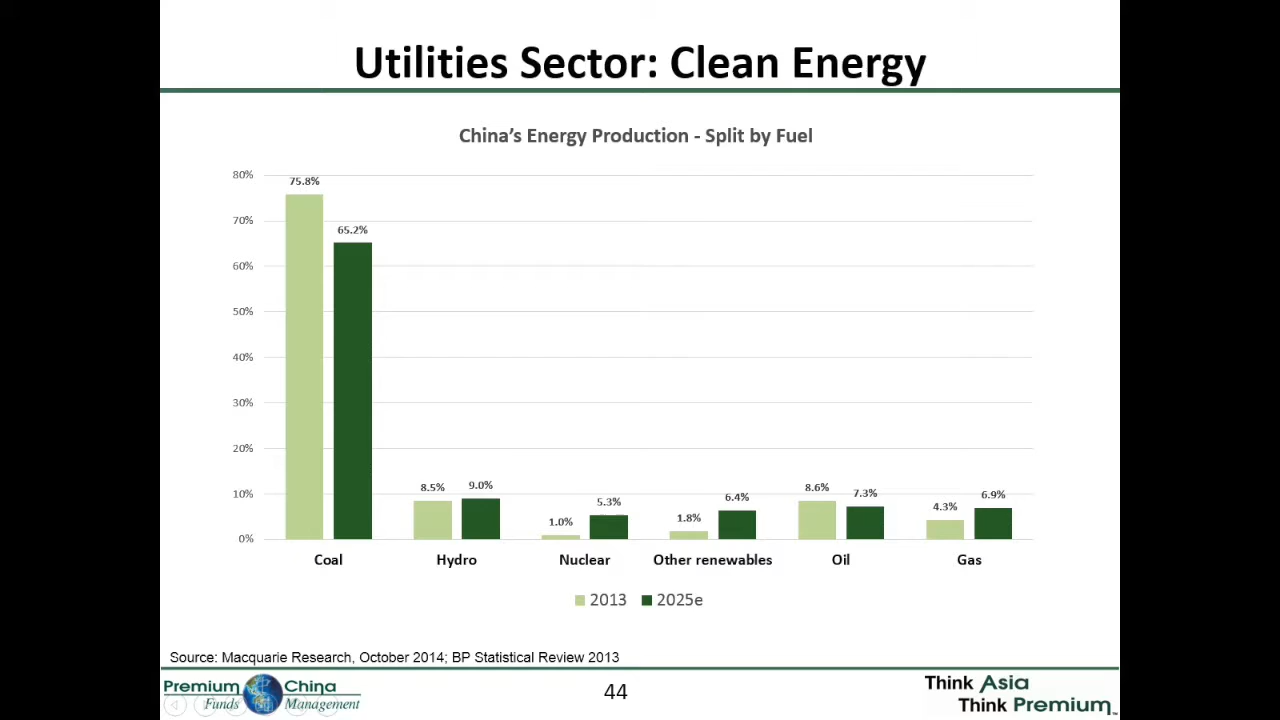 Utilities Sector: Clean Energy
China's Energy Production - Split by Fuel
80%
70%
60%
50%
40%
30%
20%
10%
0%
75.8%
65.2%
8.5%
9.0%
1.0%
5.3%
1.8%
6.4%
8.6%
7.3%
4.3%
6.9%
Coal
Hydro
Nuclear
Other renewables
Oil
Gas
2013
2025e
Source: Macquarie Research, October 2014; BP Statistical Review 2013
Premium China
Funds Management
44
Think Asia
Think Premium™